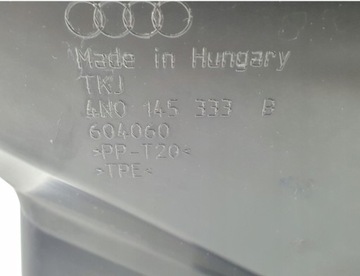 Made in Hungary
TKJ
4N0 145 333 B
604060
>PP-T20<
>TPE<